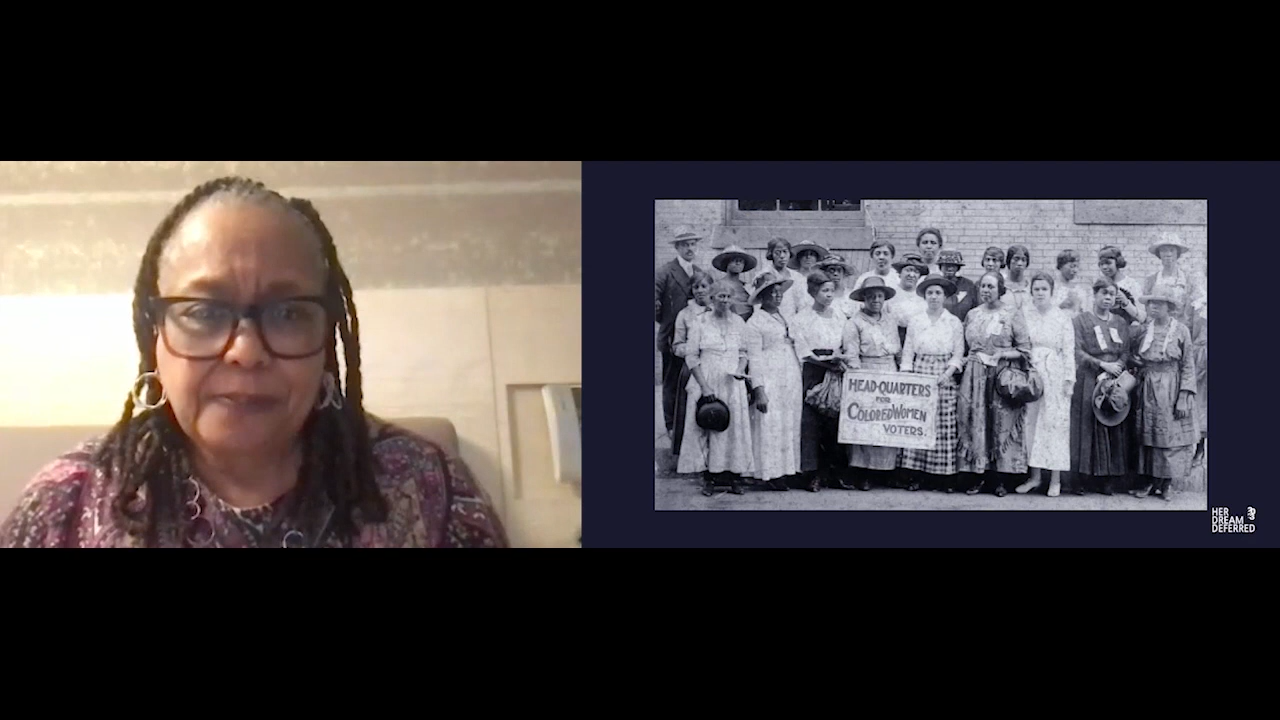 HEAD-QUARTERS
FOR
COLORED WOMEN
VOTERS.
HER
DREAM
DEFERRED